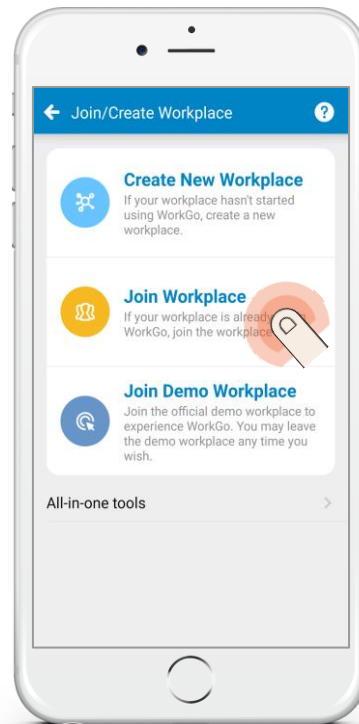 Join/Create Workplace
?
Create New Workplace
If your workplace hasn't started
using WorkGo, create a new
workplace.
Join Workplace
If your workplace is already
WorkGo, join the workplace
Join Demo Workplace
Join the official demo workplace to
experience WorkGo. You may leave
the demo workplace any time you
wish.
All-in-one tools